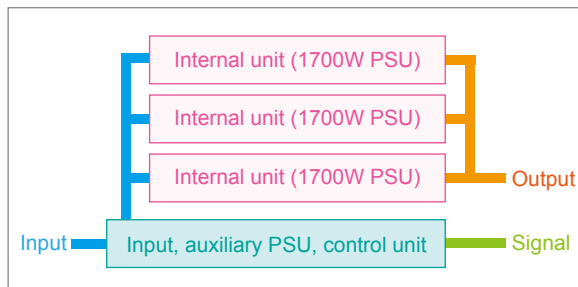 Internal unit (1700W PSU)
Internal unit (1700W PSU)
Internal unit (1700W PSU)
Output
Input
Input, auxiliary PSU, control unit
Signal